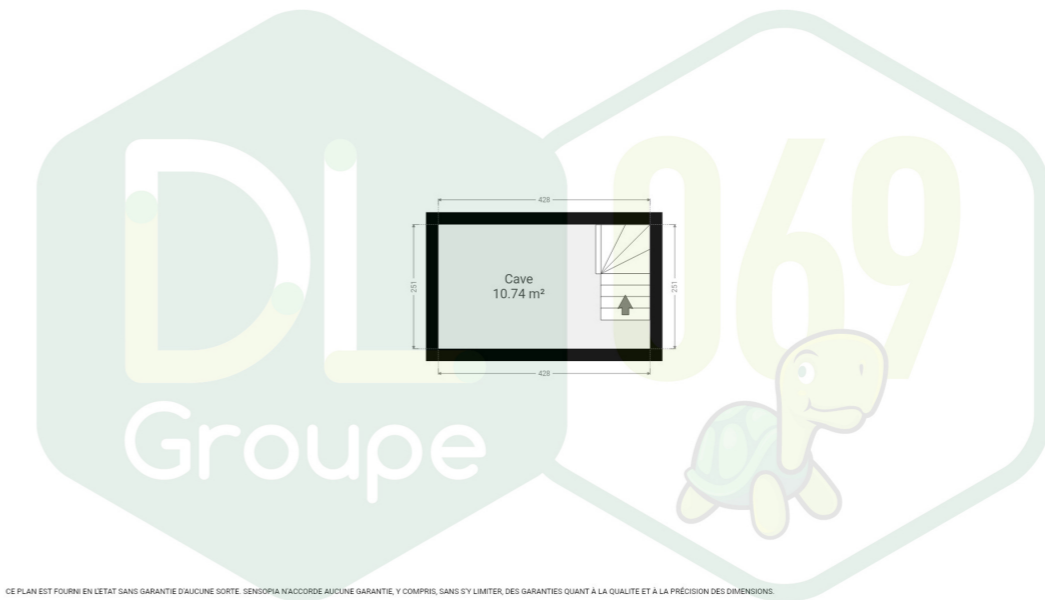 DL
069
Groupe
428
251
Cave
10.74 m²
251
428
CE PLAN EST FOURNI EN L'ETAT SANS GARANTIE D'AUCUNE SORTE. SENSOPIA N'ACCORDE AUCUNE GARANTIE, Y COMPRIS, SANS S'Y LIMITER, DES GARANTIES QUANT À LA QUALITE ET À LA PRÉCISION DES DIMENSIONS.